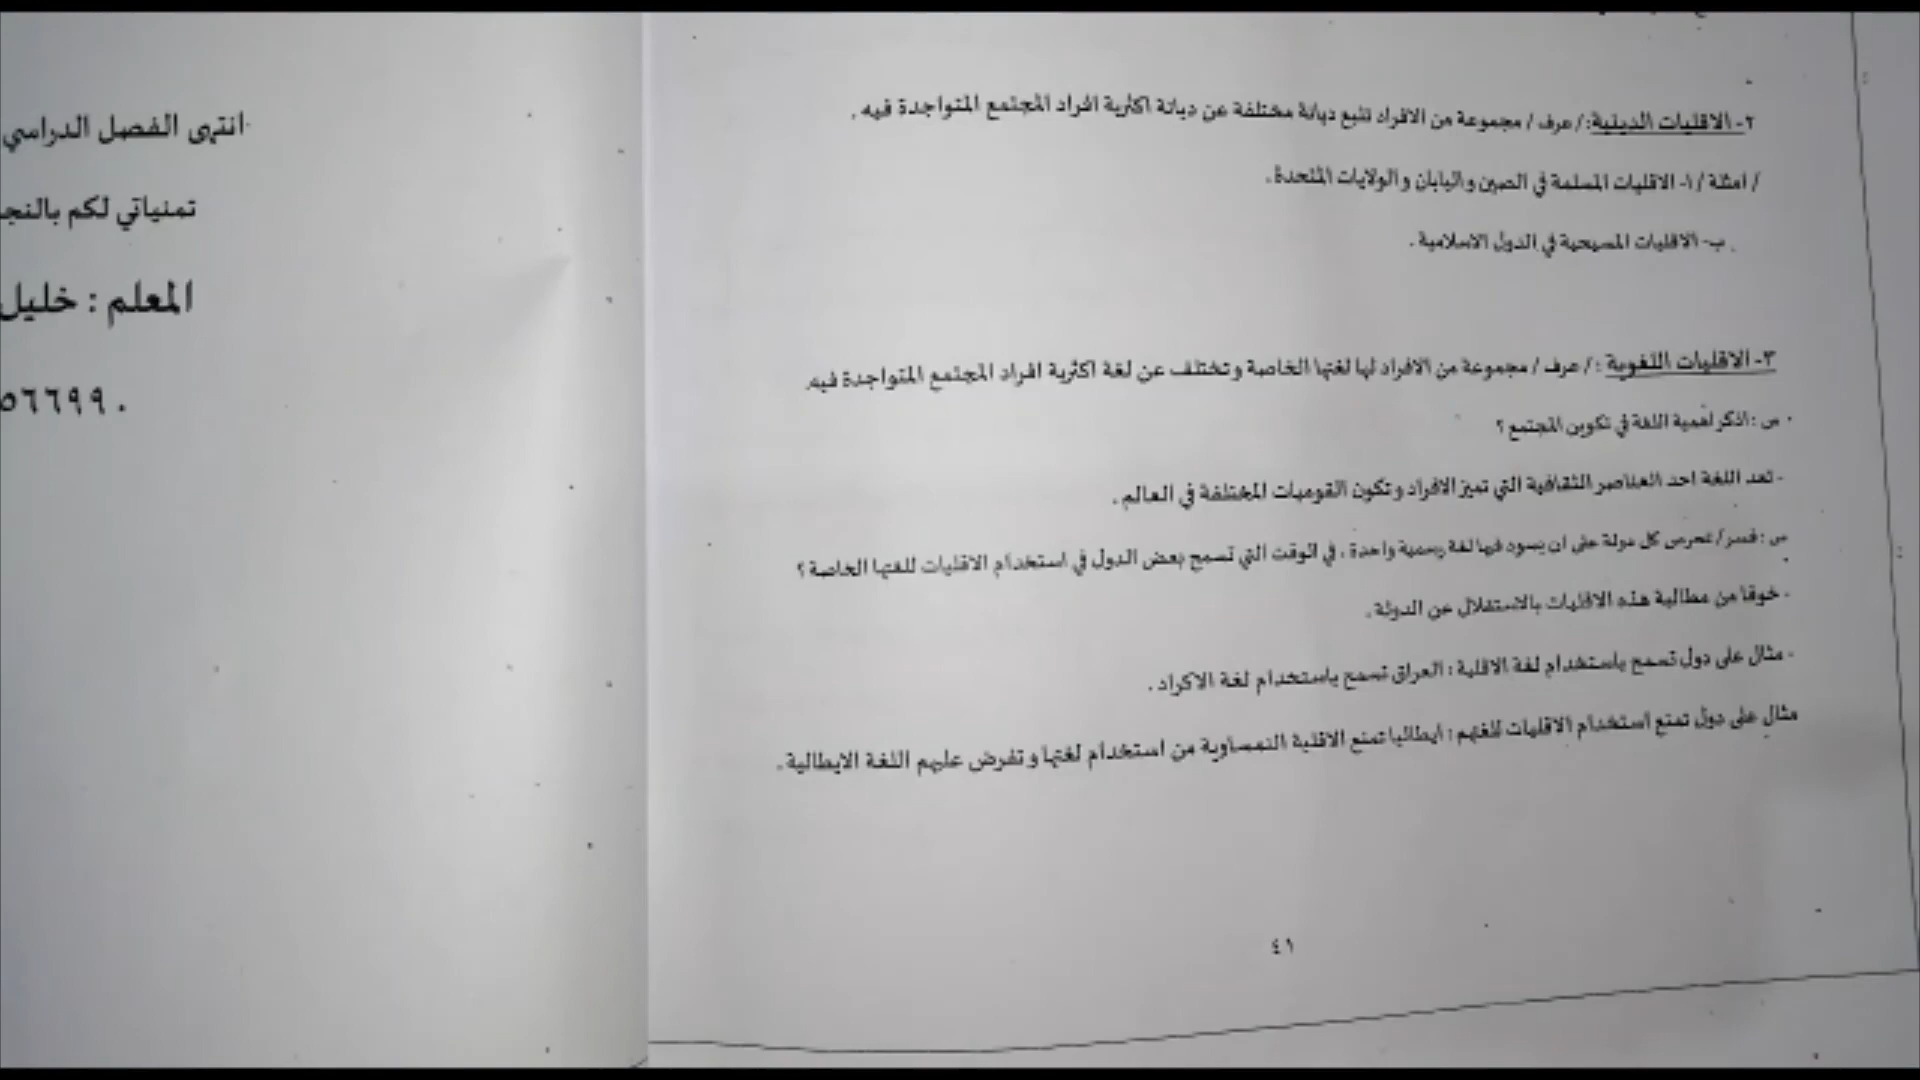 ٢- الاقليات الدينية: / عرف / مجموعة من الافراد تتبع ديانة مختلفة عن ديانة اكثرية افراد المجتمع المتواجدة فيه .
/ امثلة / ا- الاقليات المسلمة في الصين واليابان والولايات المتحدة .
ب- الاقليات المسيحية في الدول الاسلامية .
٣- الاقليات اللغوية : / عرف / مجموعة من الافراد لها لغتها الخاصة وتختلف عن لغة اكثرية افراد المجتمع المتواجدة فيه
س : اذكر اهمية اللغة في تكوين المجتمع ؟
- تعد اللغة احد العناصر الثقافية التي تميز الافراد وتكون القوميات المختلفة في العالم .
س : فسر / تحرص كل دولة على ان يسود فيها لغة رسمية واحدة ، في الوقت التي تسمح بعض الدول في استخدام الاقليات للغتها الخاصة ؟
- خوفا من مطالبة هذه الاقليات بالاستقلال عن الدولة .
- مثال على دول تسمح باستخدام لغة الاقلية : العراق تسمح باستخدام لغة الاكراد .
مثال على دول تمنع استخدام الاقليات للغتهم : ايطاليا تمنع الاقلية النمساوية من استخدام لغتها وتفرض عليهم اللغة الايطالية .
٤١
انتهى الفصل الدراسي
تمنياتي لكم
المعلم : خليل
٥٦٦٩٩٠